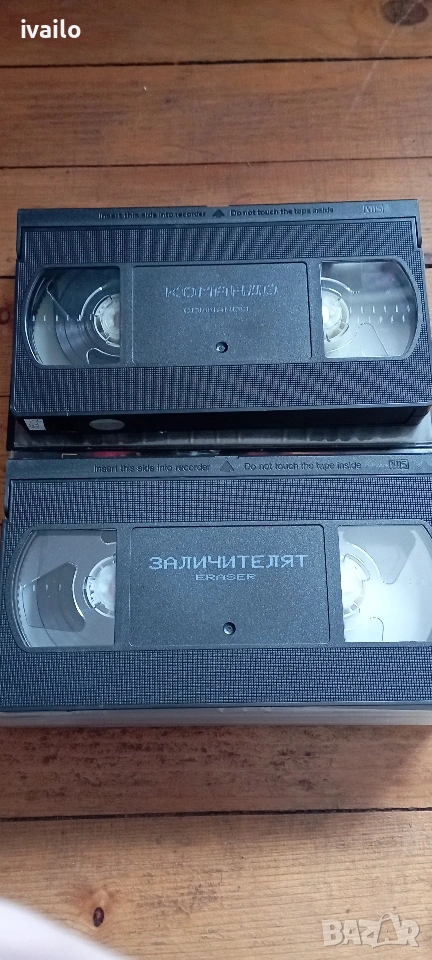 ivailo
Insert this side into recorder ▲ Do not touch the tape inside VHS
КОМАНДО
COMMANDO
Insert this side into recorder △ Do not touch the tape inside VHS
ЗАЛИЧИТЕЛЯТ
ERASER
BAZAR